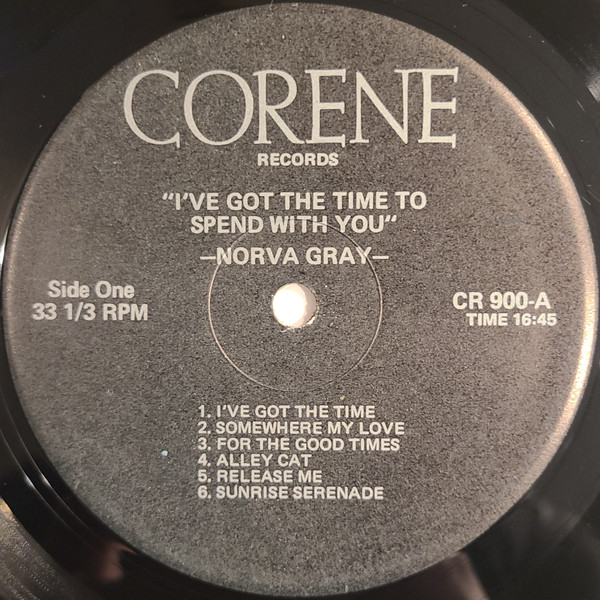 CORENE
RECORDS
"I'VE GOT THE TIME TO
SPEND WITH YOU"
—NORVA GRAY—
Side One
33 1/3 RPM
CR 900-A
TIME 16:45
1. I'VE GOT THE TIME
2. SOMEWHERE MY LOVE
3. FOR THE GOOD TIMES
4. ALLEY CAT
5. RELEASE ME
6. SUNRISE SERENADE